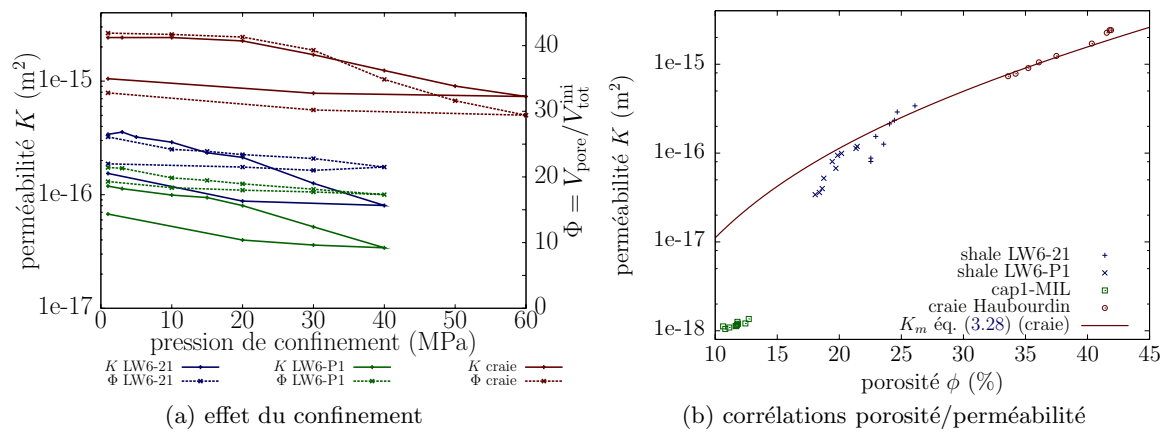 perméabilité K (m²)
1e-15
1e-16
1e-17
0
10
20
30
40
50
60
pression de confinement (MPa)
0
10
20
30
40
Φ = V_pore/V_tot^ini
K LW6-21
Φ LW6-21
K LW6-P1
Φ LW6-P1
K craie
Φ craie
(a) effet du confinement
perméabilité K (m²)
1e-15
1e-16
1e-17
1e-18
10
15
20
25
30
35
40
45
porosité ϕ (%)
shale LW6-21
shale LW6-P1
cap1-MIL
craie Haubourdin
K_m éq. (3.28) (craie)
(b) corrélations porosité/perméabilité